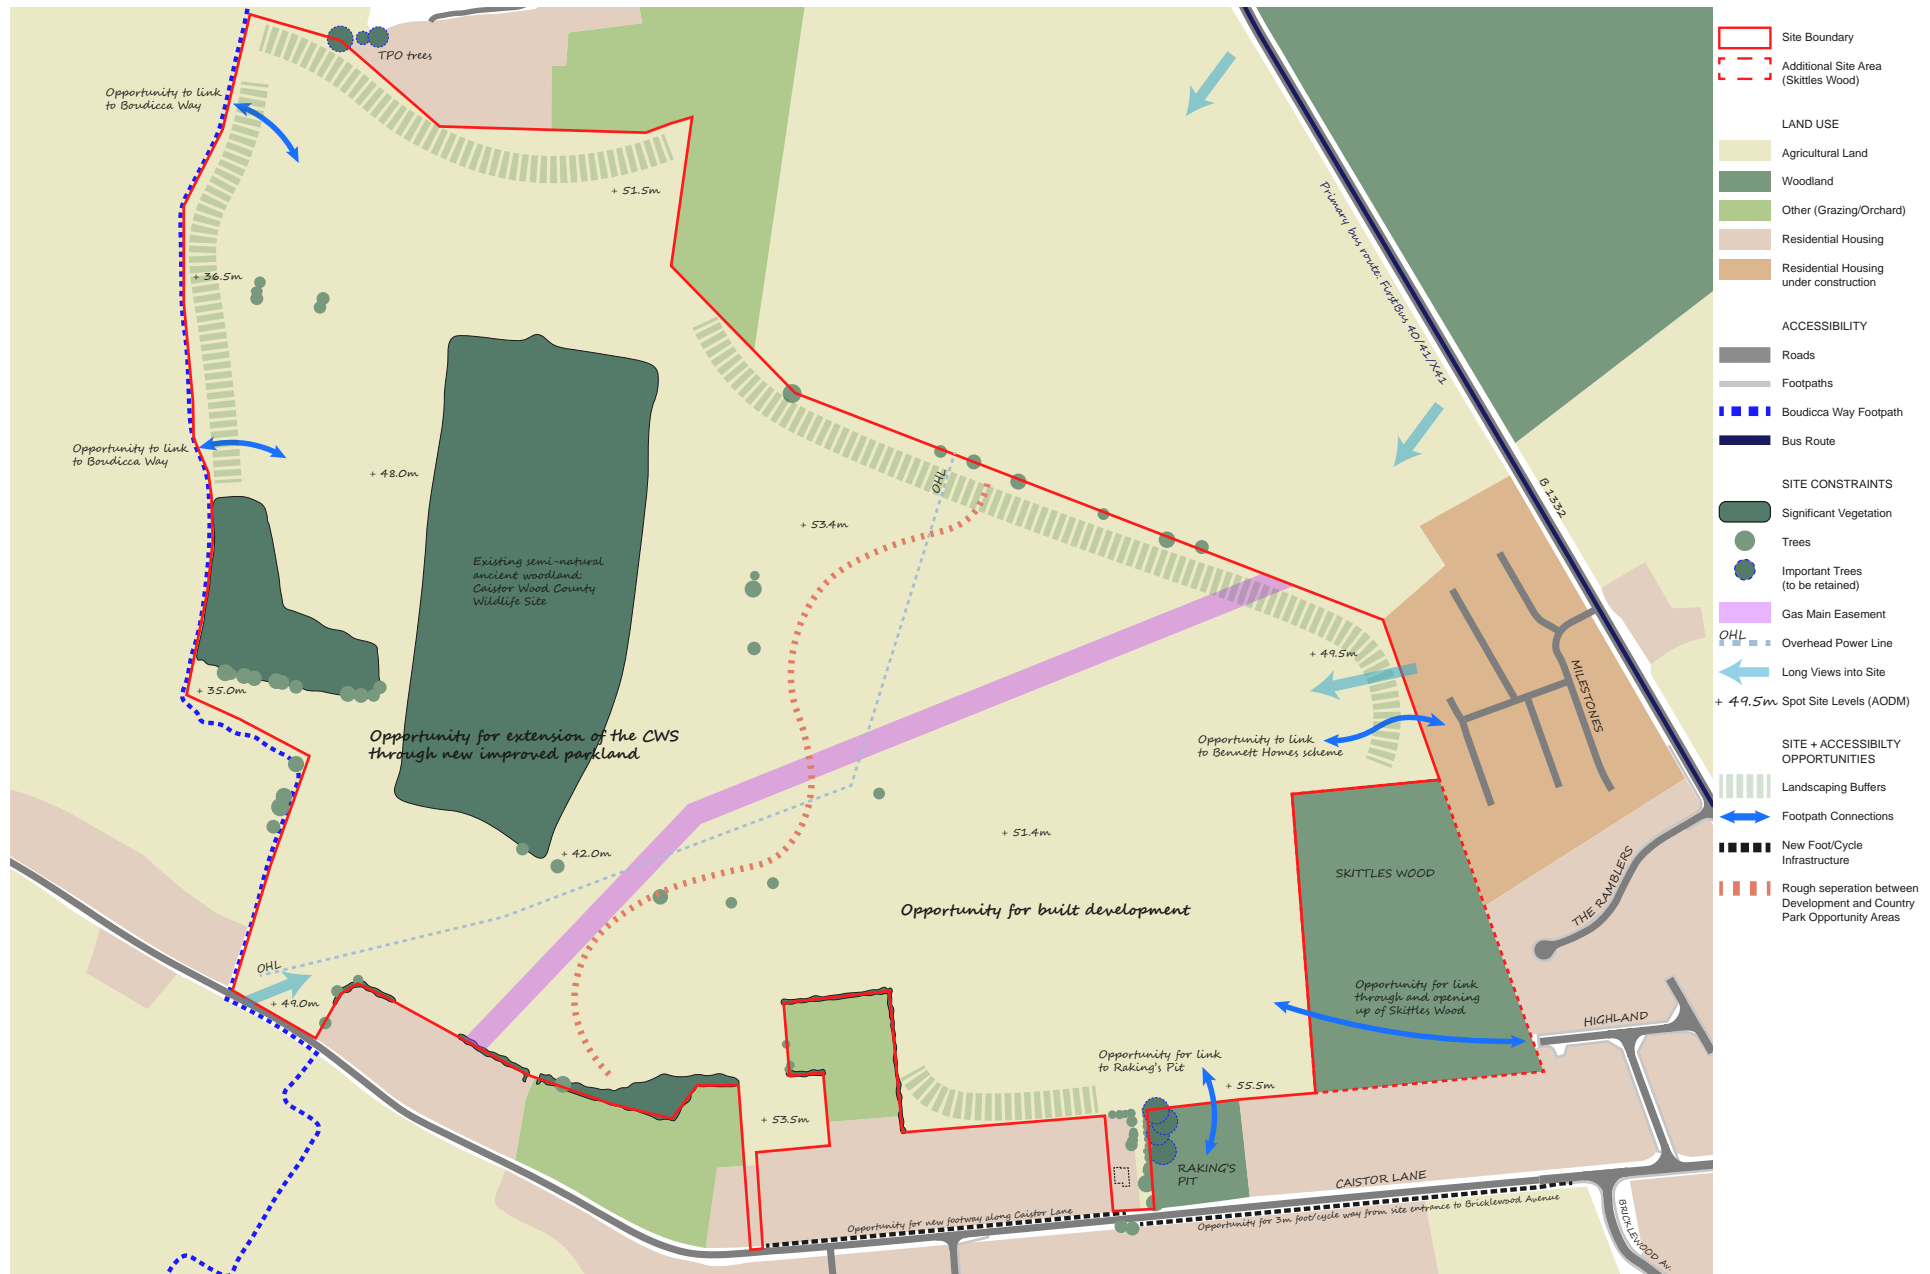 TPO trees
Opportunity to link
to Boudicca Way
+ 51.5m
+ 36.5m
Primary bus route: FirstBus 40/41/X41
Opportunity to link
to Boudicca Way
+ 48.0m
OHL
B 1332
+ 53.4m
Existing semi-natural
ancient woodland:
Caistor Wood County
Wildlife Site
+ 49.5m
MILESTONES
+ 35.0m
Opportunity for extension of the CWS
through new improved parkland
Opportunity to link
to Bennett Homes scheme
+ 51.4m
+ 42.0m
SKITTLES WOOD
THE RAMBLERS
Opportunity for built development
OHL
+ 49.0m
Opportunity for link
through and opening
up of Skittles Wood
HIGHLAND
Opportunity for link
to Raking's Pit
+ 55.5m
+ 53.5m
RAKING'S
PIT
CAISTOR LANE
Opportunity for new footway along Caistor Lane
Opportunity for 3m foot/cycle way from site entrance to Bricklewood Avenue
BRICKLEWOOD Av.
Site Boundary
Additional Site Area
(Skittles Wood)
LAND USE
Agricultural Land
Woodland
Other (Grazing/Orchard)
Residential Housing
Residential Housing
under construction
ACCESSIBILITY
Roads
Footpaths
Boudicca Way Footpath
Bus Route
SITE CONSTRAINTS
Significant Vegetation
Trees
Important Trees
(to be retained)
Gas Main Easement
OHL
Overhead Power Line
Long Views into Site
+ 49.5m Spot Site Levels (AODM)
SITE + ACCESSIBILTY
OPPORTUNITIES
Landscaping Buffers
Footpath Connections
New Foot/Cycle
Infrastructure
Rough seperation between
Development and Country
Park Opportunity Areas